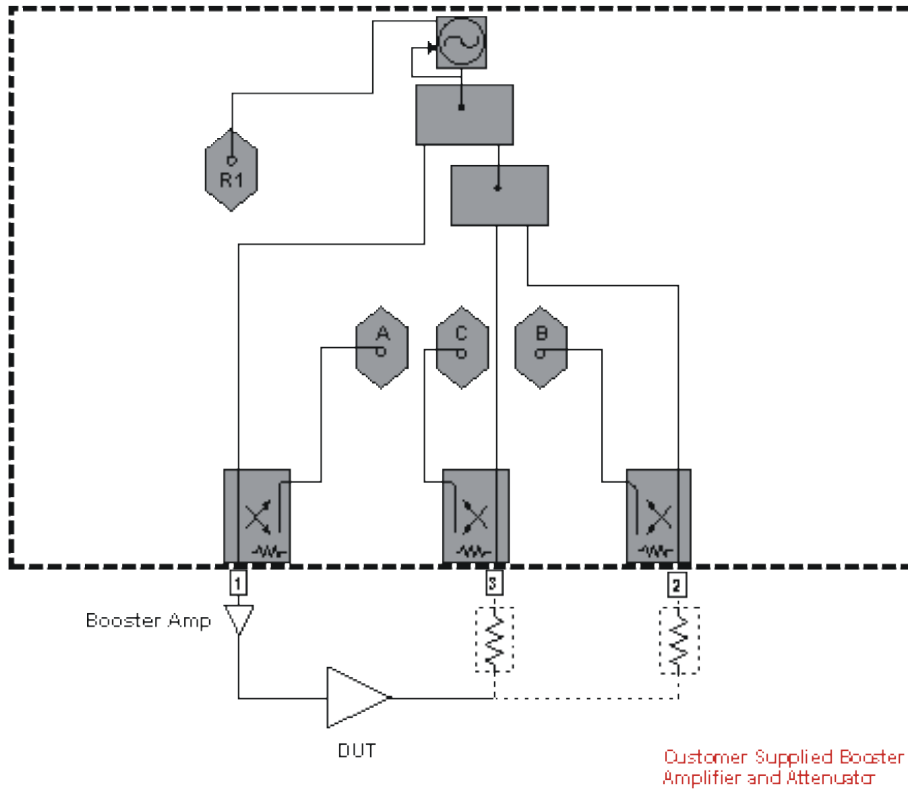 R1
A
C
B
1
3
2
Booster Amp
DUT
Customer Supplied Booster
Amplifier and Attenuator